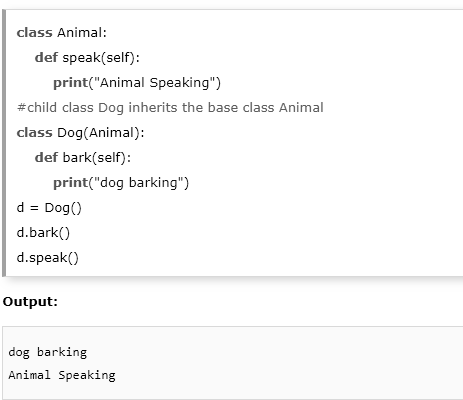 class Animal:
    def speak(self):
        print("Animal Speaking")
#child class Dog inherits the base class Animal
class Dog(Animal):
    def bark(self):
        print("dog barking")
d = Dog()
d.bark()
d.speak()
Output:
dog barking
Animal Speaking